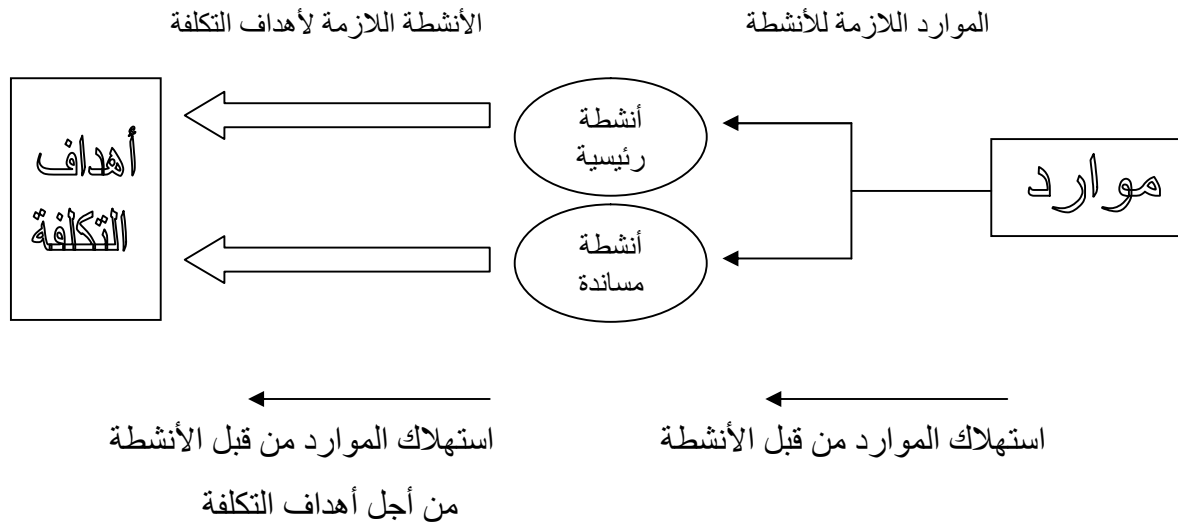 الموارد اللازمة للأنشطة
الأنشطة اللازمة لأهداف التكلفة
موارد
أنشطة
رئيسية
أنشطة
مساندة
أهداف
التكلفة
استهلاك الموارد من قبل الأنشطة
استهلاك الموارد من قبل الأنشطة
من أجل أهداف التكلفة